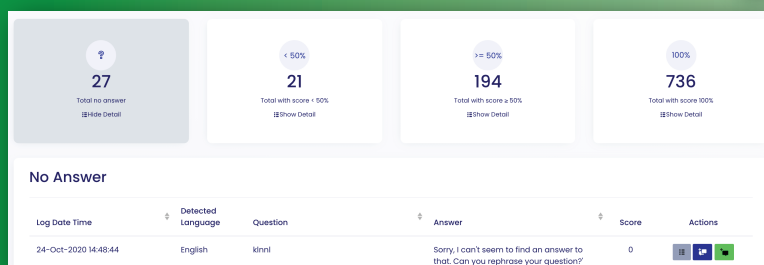 ?
< 50%
>= 50%
100%
27
21
194
736
Total no answer
Total with score < 50%
Total with score ≥ 50%
Total with score 100%
Hide Detail
Show Detail
Show Detail
Show Detail
No Answer
Log Date Time
Detected
Language
Question
Answer
Score
Actions
24-Oct-2020 14:48:44
English
klnnl
Sorry, I can't seem to find an answer to
that. Can you rephrase your question?'
0